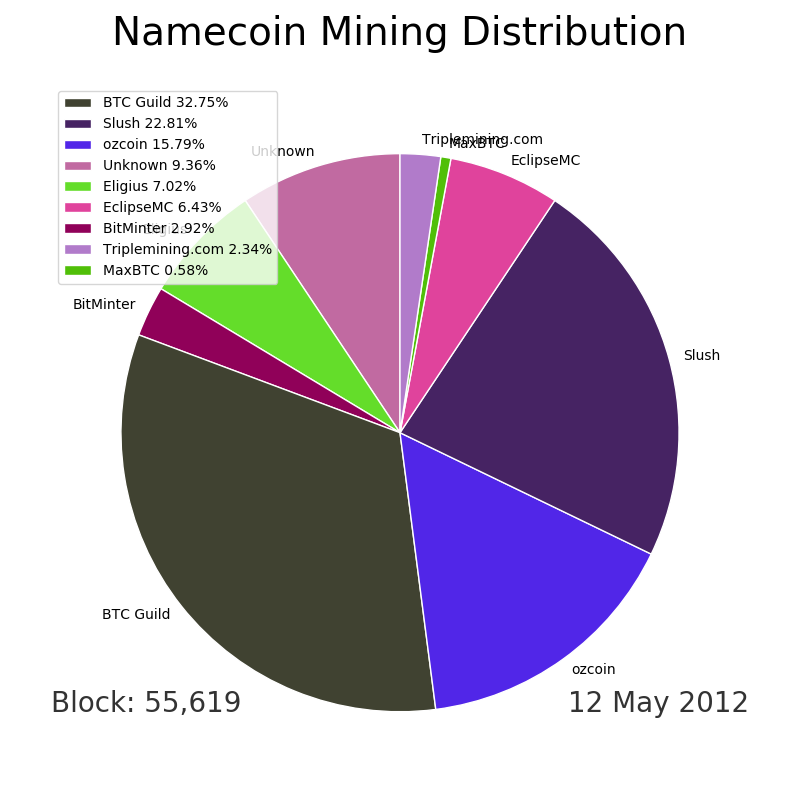 Namecoin Mining Distribution
BTC Guild 32.75%
Slush 22.81%
ozcoin 15.79%
Unknown 9.36%
Eligius 7.02%
EclipseMC 6.43%
BitMinter 2.92%
Triplemining.com 2.34%
MaxBTC 0.58%
Unknown
Triplemining.com
MaxBTC
EclipseMC
Eligius
BitMinter
Slush
BTC Guild
ozcoin
Block: 55,619
12 May 2012